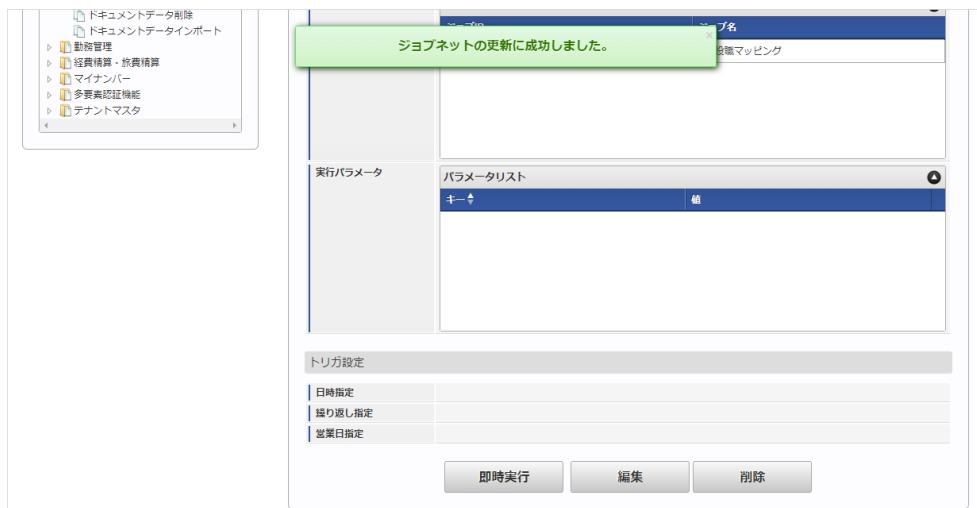 ドキュメントデータ削除
ドキュメントデータインポート
勤務管理
経費精算・旅費精算
マイナンバー
多要素認証機能
テナントマスタ
ジョブネットの更新に成功しました。
×
役職マッピング
実行パラメータ
パラメータリスト
キー
値
トリガ設定
日時指定
繰り返し指定
営業日指定
即時実行
編集
削除